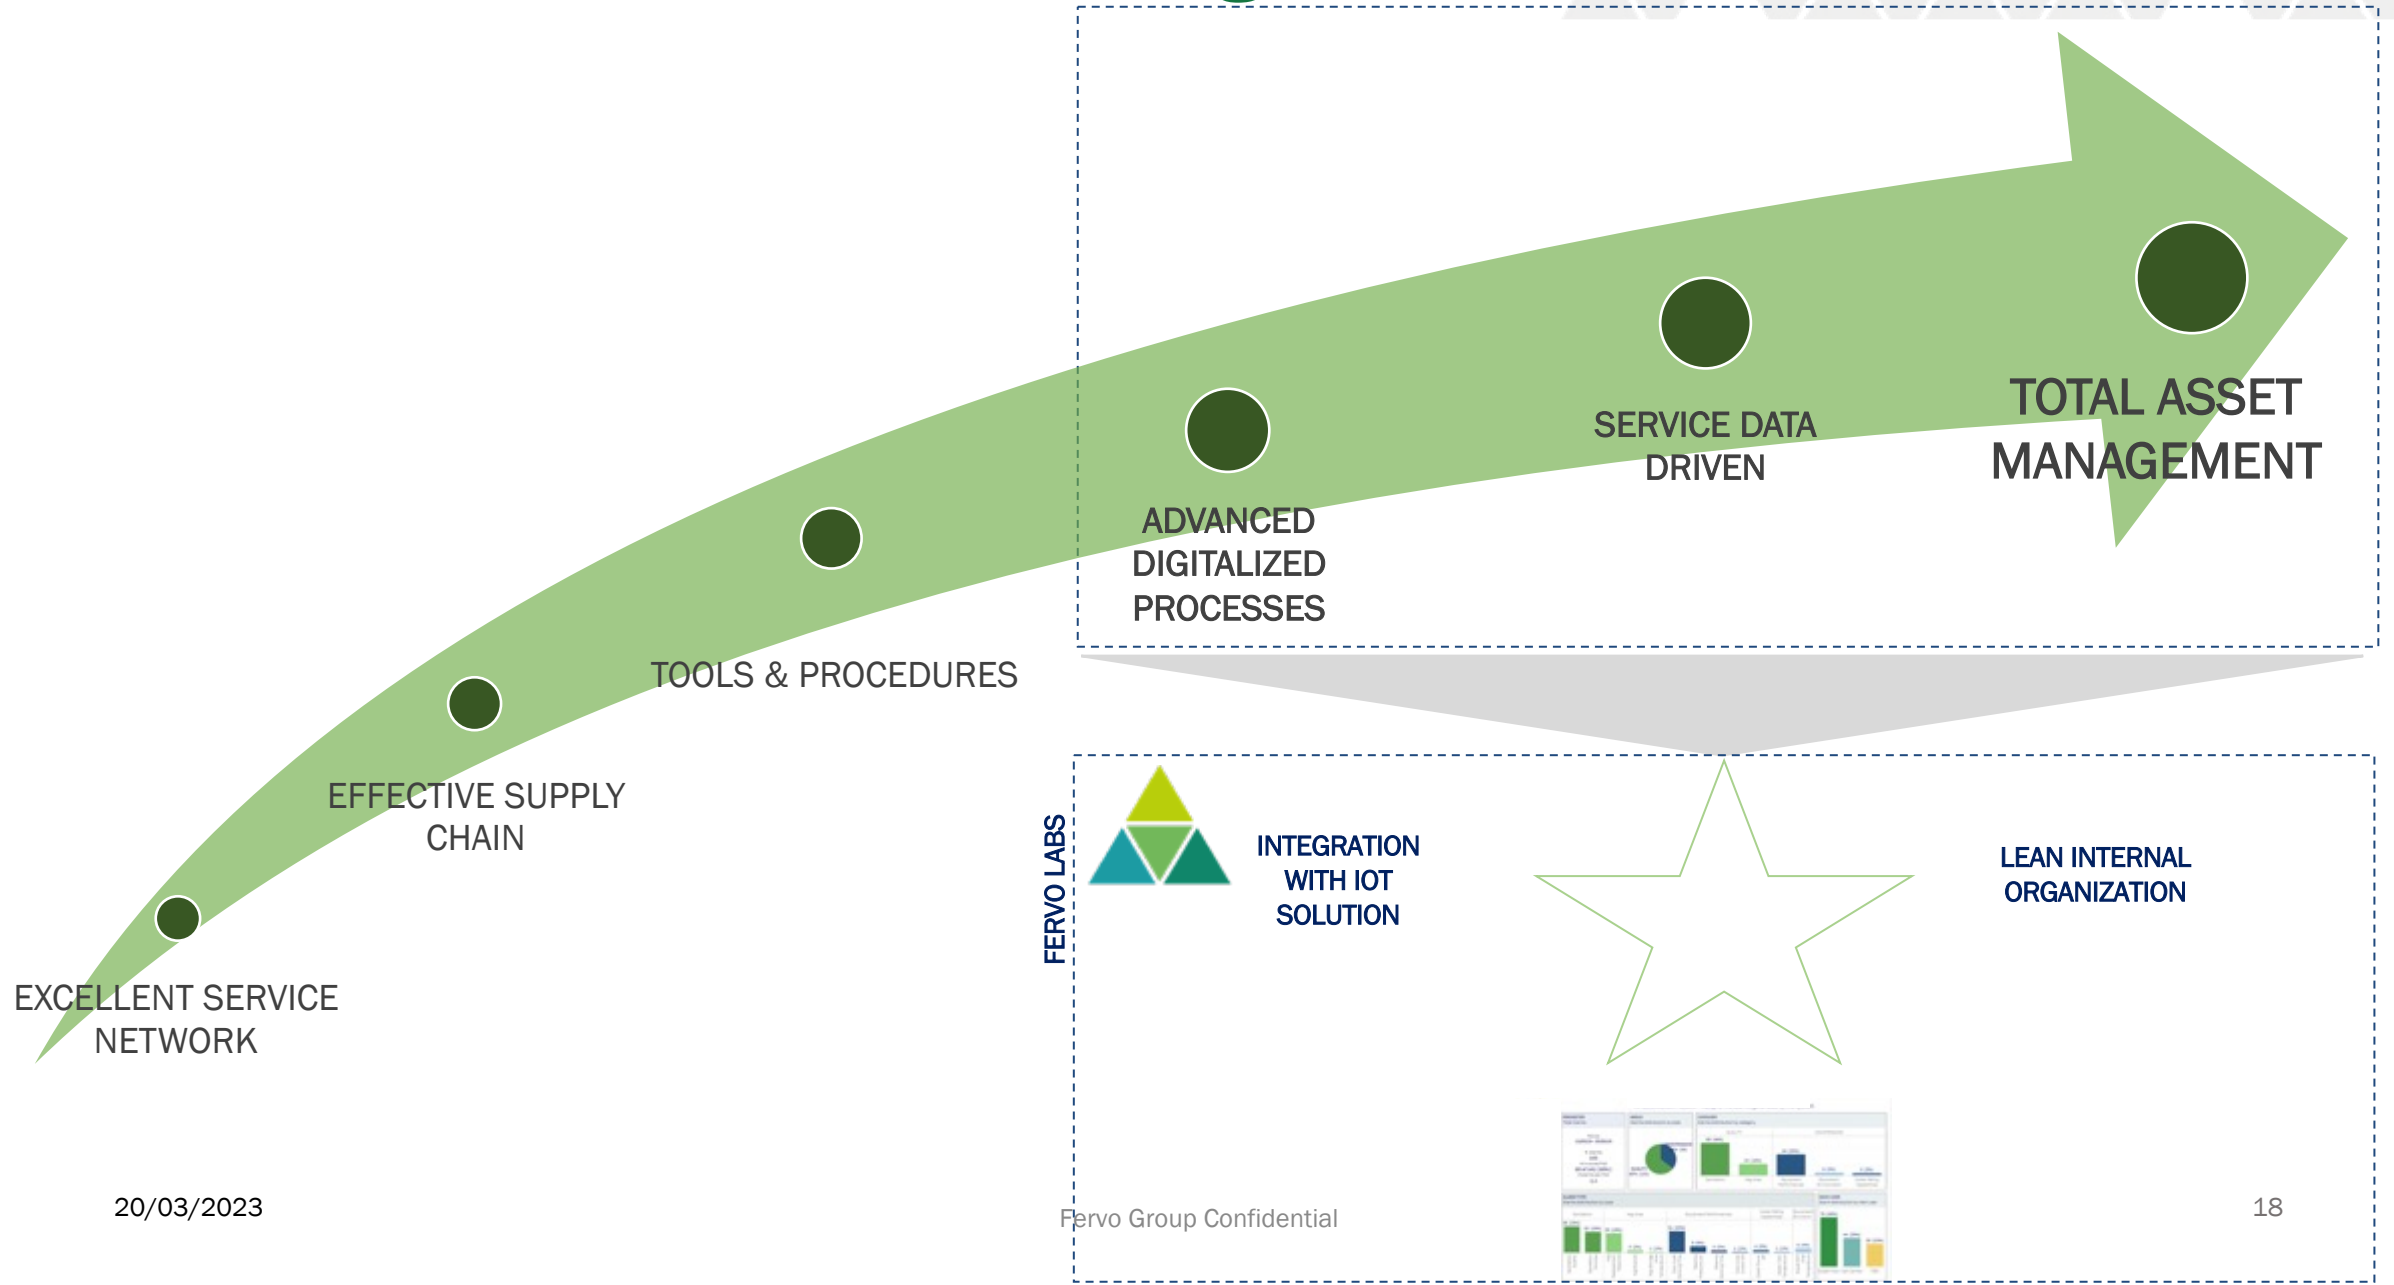 TOTAL ASSET
MANAGEMENT
SERVICE DATA
DRIVEN
ADVANCED
DIGITALIZED
PROCESSES
TOOLS & PROCEDURES
EFFECTIVE SUPPLY
CHAIN
EXCELLENT SERVICE
NETWORK
FERVO LABS
INTEGRATION
WITH IOT
SOLUTION
LEAN INTERNAL
ORGANIZATION
20/03/2023
Fervo Group Confidential
18